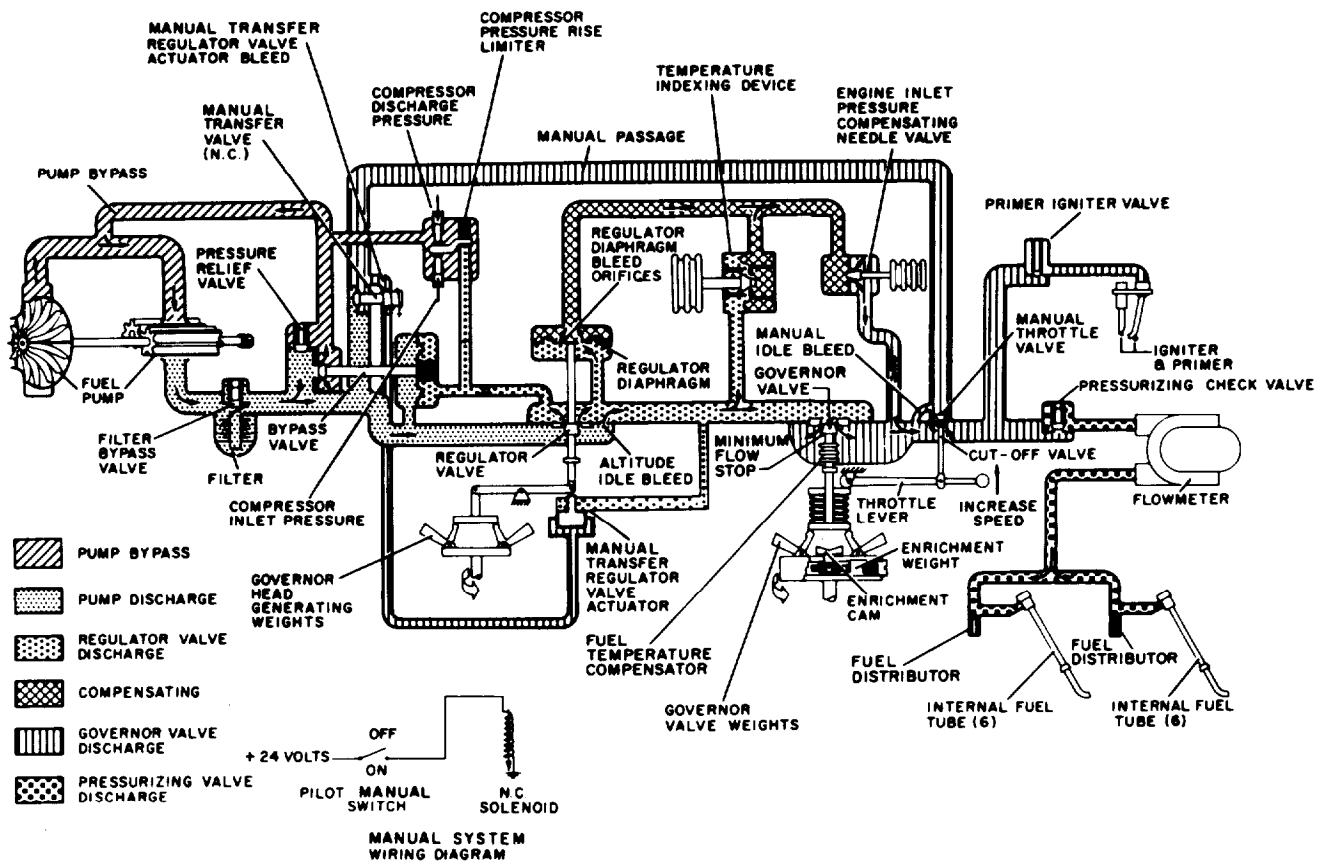 MANUAL TRANSFER
REGULATOR VALVE
ACTUATOR BLEED
COMPRESSOR
PRESSURE RISE
LIMITER
COMPRESSOR
DISCHARGE
PRESSURE
TEMPERATURE
INDEXING DEVICE
ENGINE INLET
PRESSURE
COMPENSATING
NEEDLE VALVE
MANUAL
TRANSFER
VALVE
(N.C.)
MANUAL PASSAGE
PUMP BYPASS
PRIMER IGNITER VALVE
PRESSURE
RELIEF
VALVE
REGULATOR
DIAPHRAGM
BLEED
ORIFICES
MANUAL
IDLE BLEED
MANUAL
THROTTLE
VALVE
IGNITER
& PRIMER
FUEL
PUMP
REGULATOR
DIAPHRAGM
GOVERNOR
VALVE
PRESSURIZING CHECK VALVE
FILTER
BYPASS
VALVE
BYPASS
VALVE
FILTER
REGULATOR
VALVE
ALTITUDE
IDLE BLEED
MINIMUM
FLOW
STOP
CUT-OFF VALVE
FLOWMETER
COMPRESSOR
INLET PRESSURE
THROTTLE
LEVER
INCREASE
SPEED
GOVERNOR
HEAD
GENERATING
WEIGHTS
MANUAL
TRANSFER
REGULATOR
VALVE
ACTUATOR
ENRICHMENT
WEIGHT
ENRICHMENT
CAM
FUEL
TEMPERATURE
COMPENSATOR
GOVERNOR
VALVE WEIGHTS
FUEL
DISTRIBUTOR
FUEL
DISTRIBUTOR
INTERNAL FUEL
TUBE (6)
INTERNAL FUEL
TUBE (6)
PUMP BYPASS
PUMP DISCHARGE
REGULATOR VALVE
DISCHARGE
COMPENSATING
GOVERNOR VALVE
DISCHARGE
PRESSURIZING VALVE
DISCHARGE
+ 24 VOLTS
OFF
ON
PILOT MANUAL
SWITCH
N.C.
SOLENOID
MANUAL SYSTEM
WIRING DIAGRAM